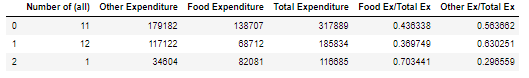 Number of (all) Other Expenditure Food Expenditure Total Expenditure Food Ex/Total Ex Other Ex/Total Ex
0 11 179182 138707 317889 0.436338 0.563662
1 12 117122 68712 185834 0.369749 0.630251
2 1 34604 82081 116685 0.703441 0.296559